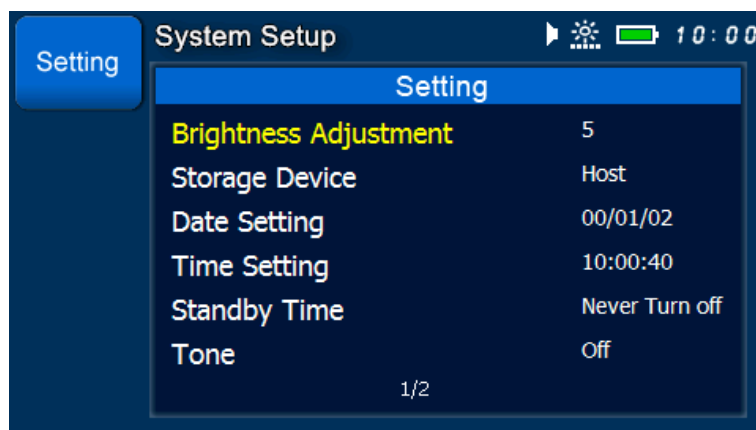 Setting
System Setup
10:00
Setting
Brightness Adjustment 5
Storage Device Host
Date Setting 00/01/02
Time Setting 10:00:40
Standby Time Never Turn off
Tone Off
1/2